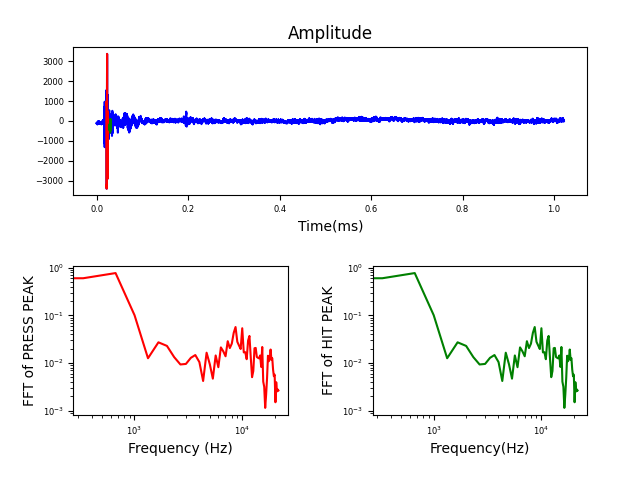 Amplitude
3000
2000
1000
0
−1000
−2000
−3000
0.0 0.2 0.4 0.6 0.8 1.0
Time(ms)
FFT of PRESS PEAK
10⁰
10⁻¹
10⁻²
10⁻³
10³ 10⁴
Frequency (Hz)
FFT of HIT PEAK
10⁰
10⁻¹
10⁻²
10⁻³
10³ 10⁴
Frequency(Hz)